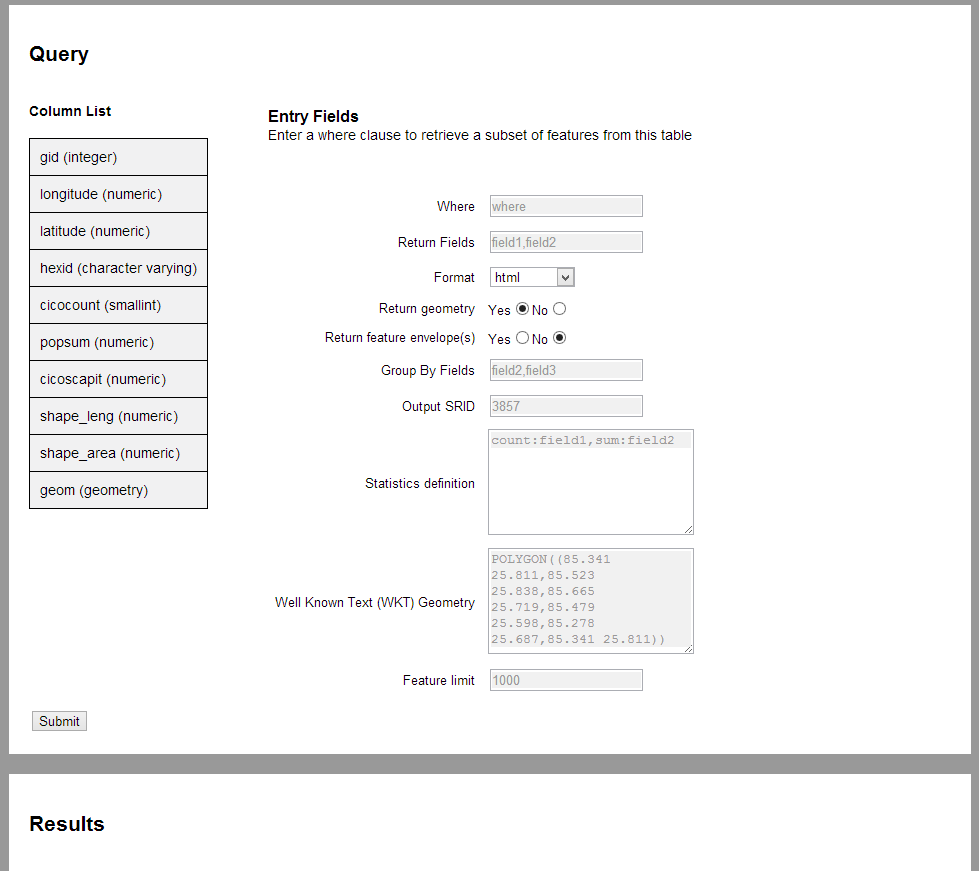 Query
Column List
gid (integer)
longitude (numeric)
latitude (numeric)
hexid (character varying)
cicocount (smallint)
popsum (numeric)
cicoscapit (numeric)
shape_leng (numeric)
shape_area (numeric)
geom (geometry)
Entry Fields
Enter a where clause to retrieve a subset of features from this table
Where where
Return Fields field1,field2
Format html
Return geometry Yes No
Return feature envelope(s) Yes No
Group By Fields field2,field3
Output SRID 3857
Statistics definition count:field1,sum:field2
Well Known Text (WKT) Geometry
POLYGON((85.341
25.811,85.523
25.838,85.665
25.719,85.479
25.598,85.278
25.687,85.341 25.811))
Feature limit 1000
Submit
Results